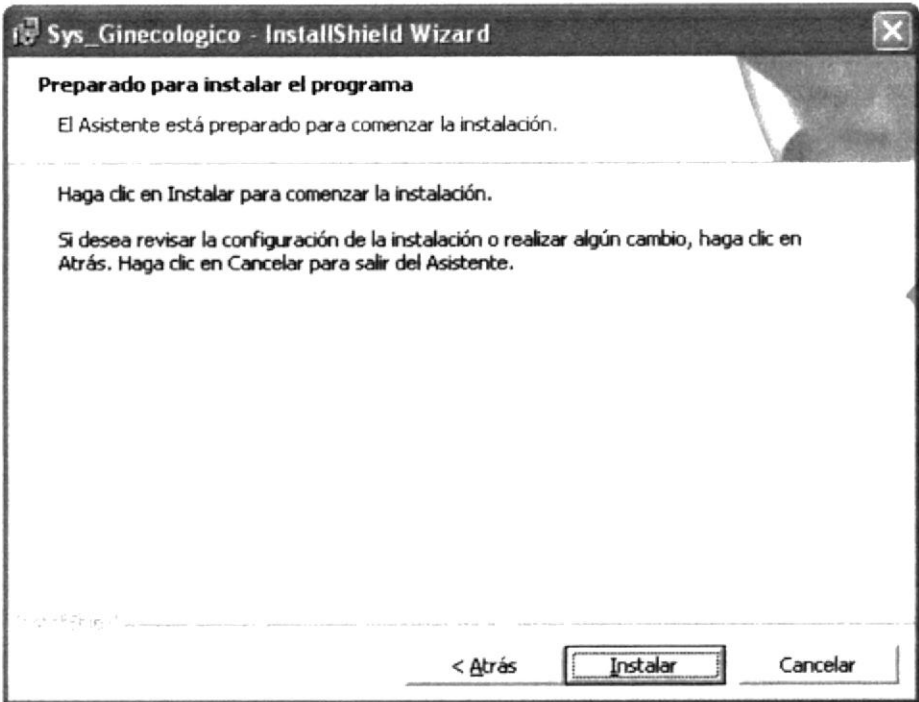 Sys_Ginecologico - InstallShield Wizard
Preparado para instalar el programa
El Asistente está preparado para comenzar la instalación.
Haga clic en Instalar para comenzar la instalación.
Si desea revisar la configuración de la instalación o realizar algún cambio, haga clic en
Atrás. Haga clic en Cancelar para salir del Asistente.
InstallShield
< Atrás Instalar Cancelar